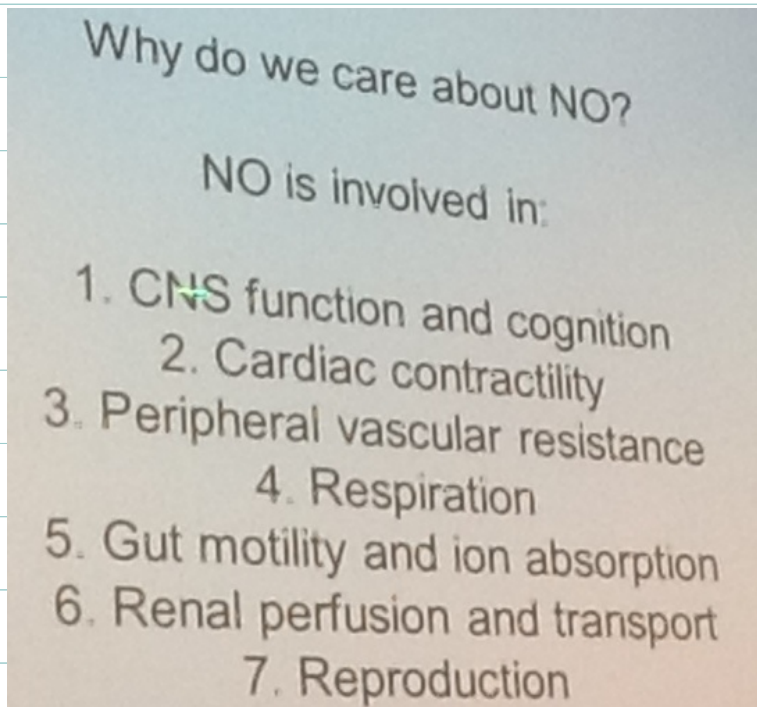 Why do we care about NO?
NO is involved in:
1. CNS function and cognition
2. Cardiac contractility
3. Peripheral vascular resistance
4. Respiration
5. Gut motility and ion absorption
6. Renal perfusion and transport
7. Reproduction